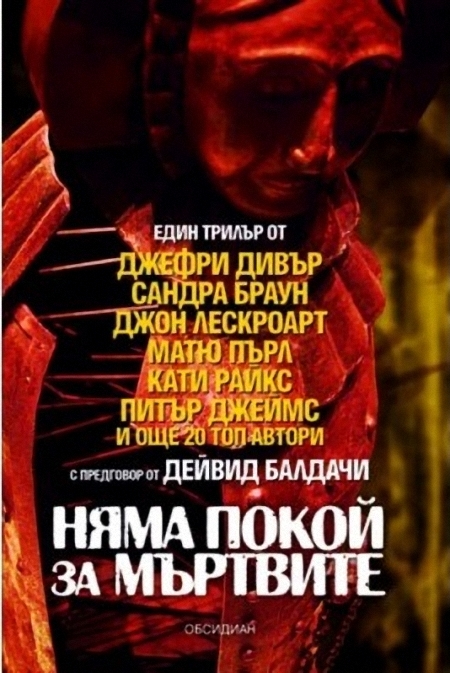 ЕДИН ТРИЛЪР ОТ
ДЖЕФРИ ДИВЪР
САНДРА БРАУН
ДЖОН ЛЕСКРОАРТ
МАТЮ ПЪРЛ
КАТИ РАЙКС
ПИТЪР ДЖЕЙМС
И ОЩЕ 20 ТОП АВТОРИ
С ПРЕДГОВОР ОТ ДЕЙВИД БАЛДАЧИ
НЯМА ПОКОЙ
ЗА МЪРТВИТЕ
ОБСИДИАН